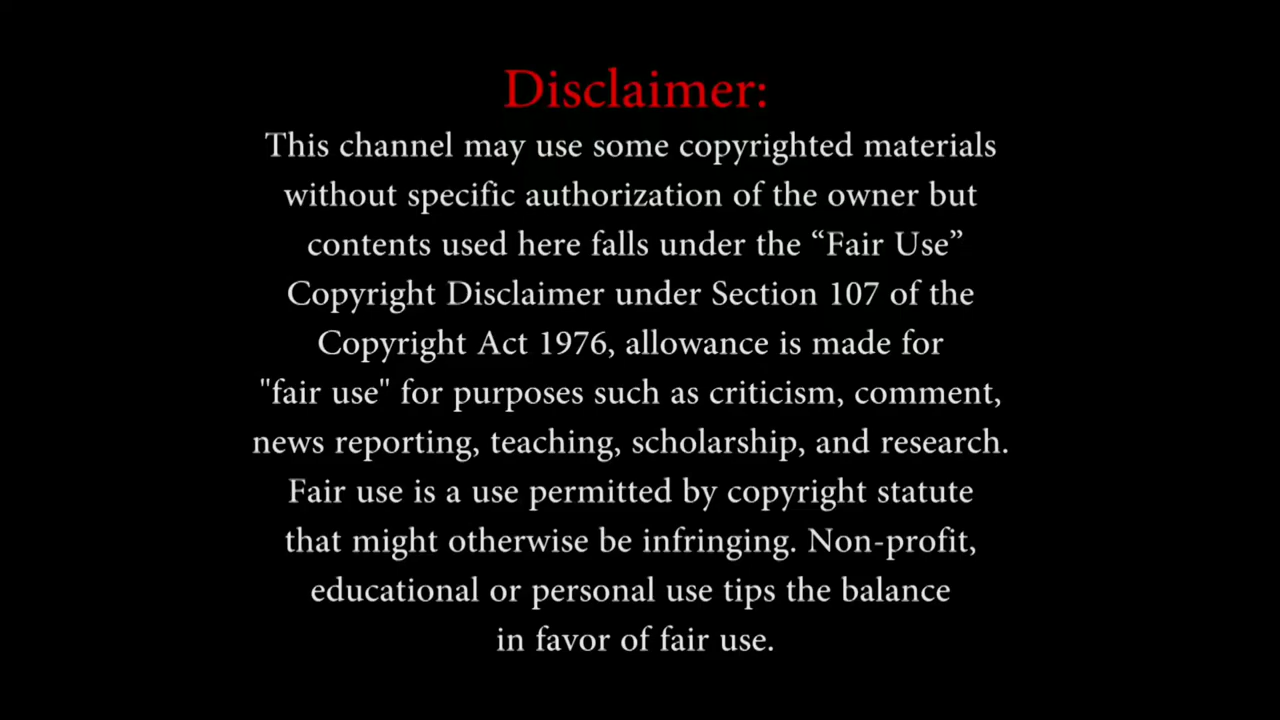 Disclaimer:
This channel may use some copyrighted materials
without specific authorization of the owner but
contents used here falls under the “Fair Use”
Copyright Disclaimer under Section 107 of the
Copyright Act 1976, allowance is made for
"fair use" for purposes such as criticism, comment,
news reporting, teaching, scholarship, and research.
Fair use is a use permitted by copyright statute
that might otherwise be infringing. Non-profit,
educational or personal use tips the balance
in favor of fair use.